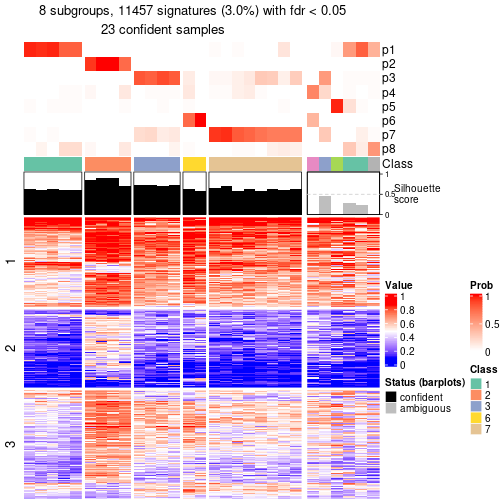 8 subgroups, 11457 signatures (3.0%) with fdr < 0.05
23 confident samples
p1
p2
p3
p4
p5
p6
p7
p8
Class
1
0.5
0
Silhouette
score
1
2
3
Value
1
0.8
0.6
0.4
0.2
0
Status (barplots)
confident
ambiguous
Prob
1
0.5
0
Class
1
2
3
6
7